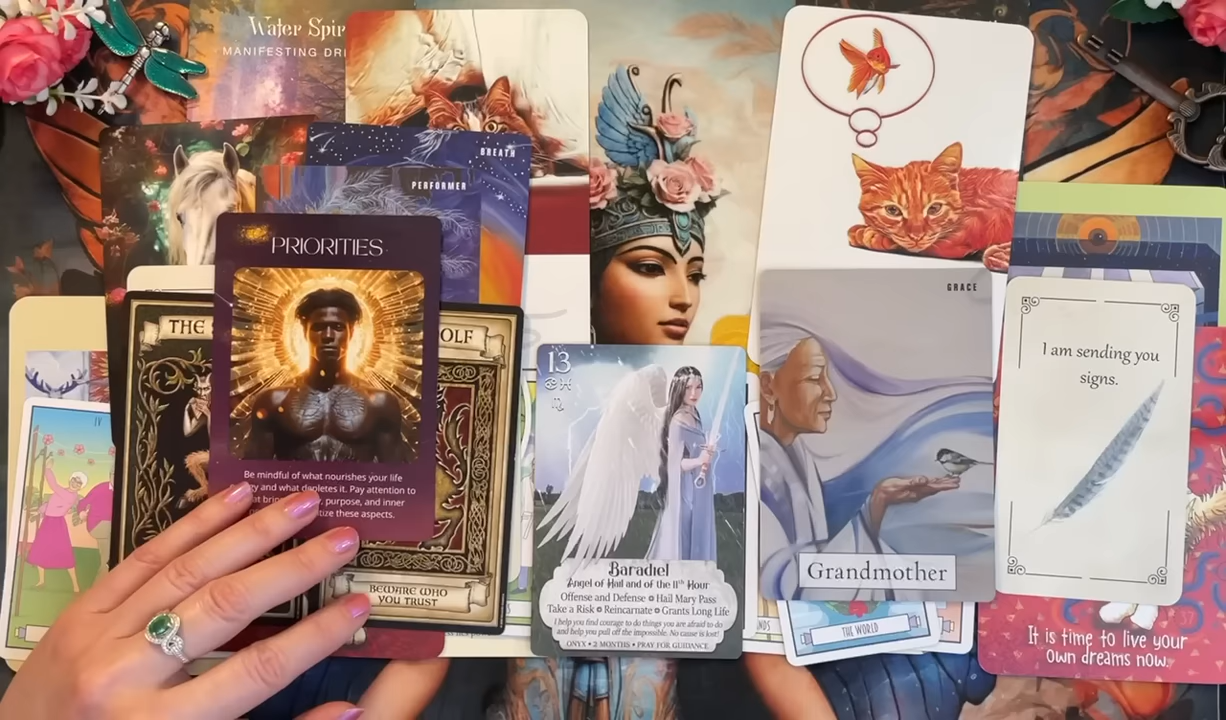 Water Spir
MANIFESTING DRI
BREATH
PERFORMER
PRIORITIES
Be mindful of what nourishes your life
and what depletes it. Pay attention to
purpose, and inner
these aspects.
THE
OLF
BEWARE WHO
YOU TRUST
IV
13
Baradiel
Angel of Hail and of the 11th Hour
Offense and Defense Hail Mary Pass
Take a Risk Reincarnate Grants Long Life
I help you find courage to do things you are afraid to do
and help you pull off the impossible. No cause is lost!
ONYX • 2 MONTHS • PRAY FOR GUIDANCE
GRACE
Grandmother
THE WORLD
I am sending you
signs.
37
It is time to live your
own dreams now.